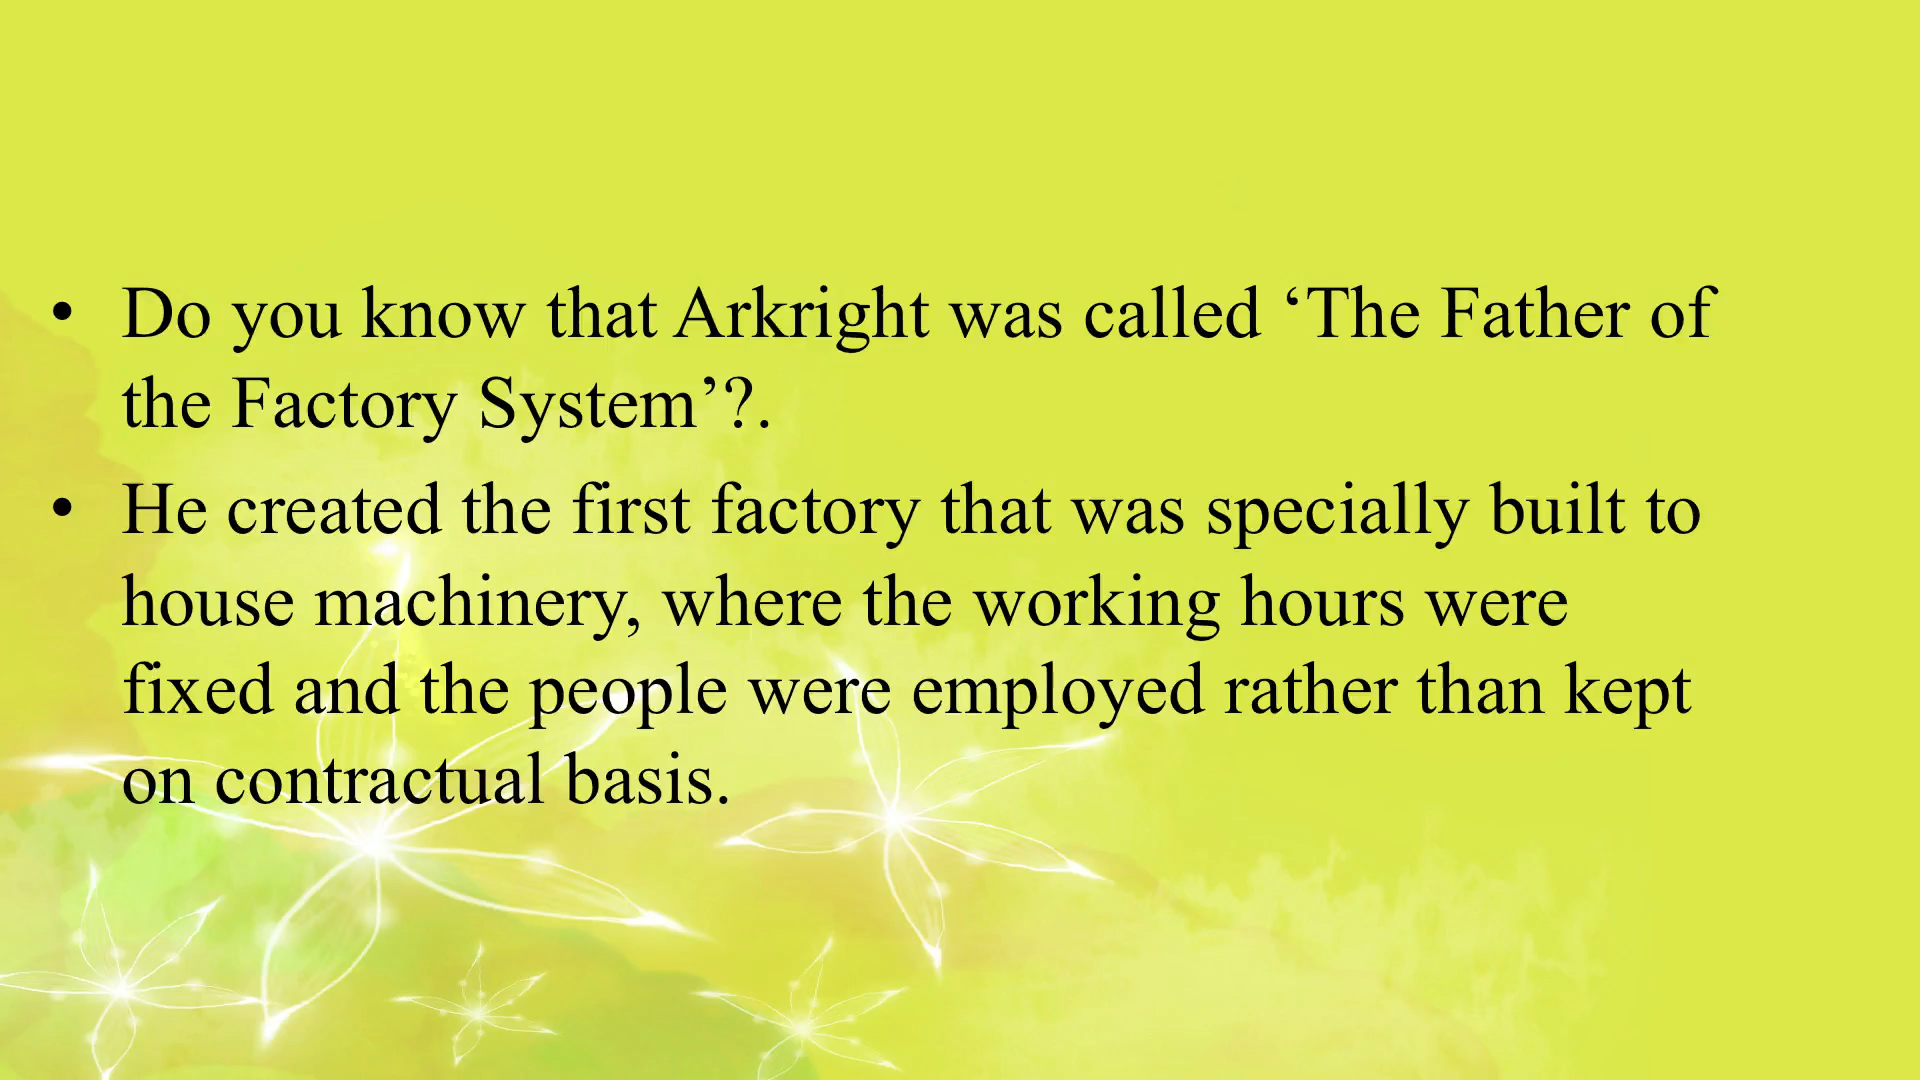 • Do you know that Arkright was called ‘The Father of
the Factory System’?.
• He created the first factory that was specially built to
house machinery, where the working hours were
fixed and the people were employed rather than kept
on contractual basis.